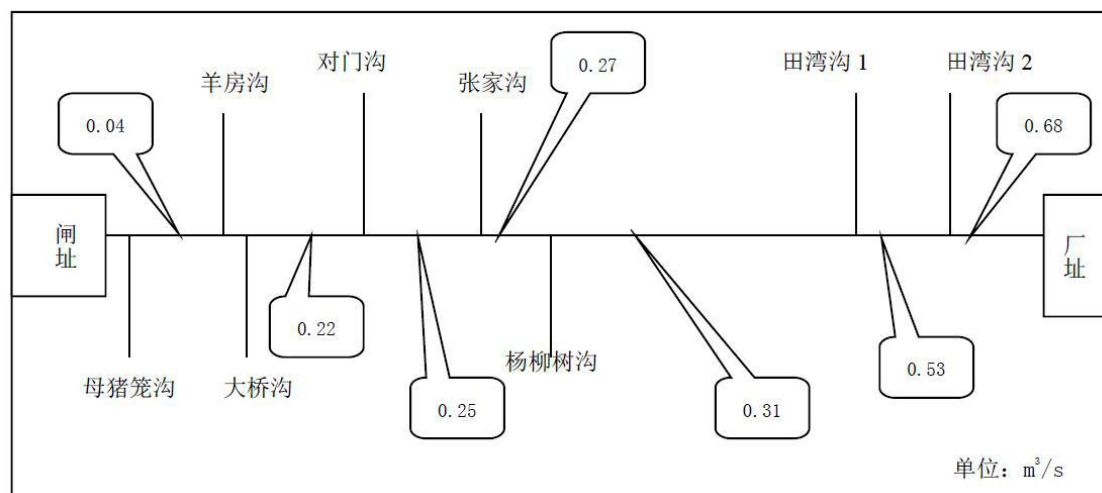 对门沟
0.27
田湾沟 1
田湾沟 2
羊房沟
张家沟
0.04
0.68
闸
址
厂
址
0.22
杨柳树沟
0.53
母猪笼沟
大桥沟
0.25
0.31
单位：m³/s